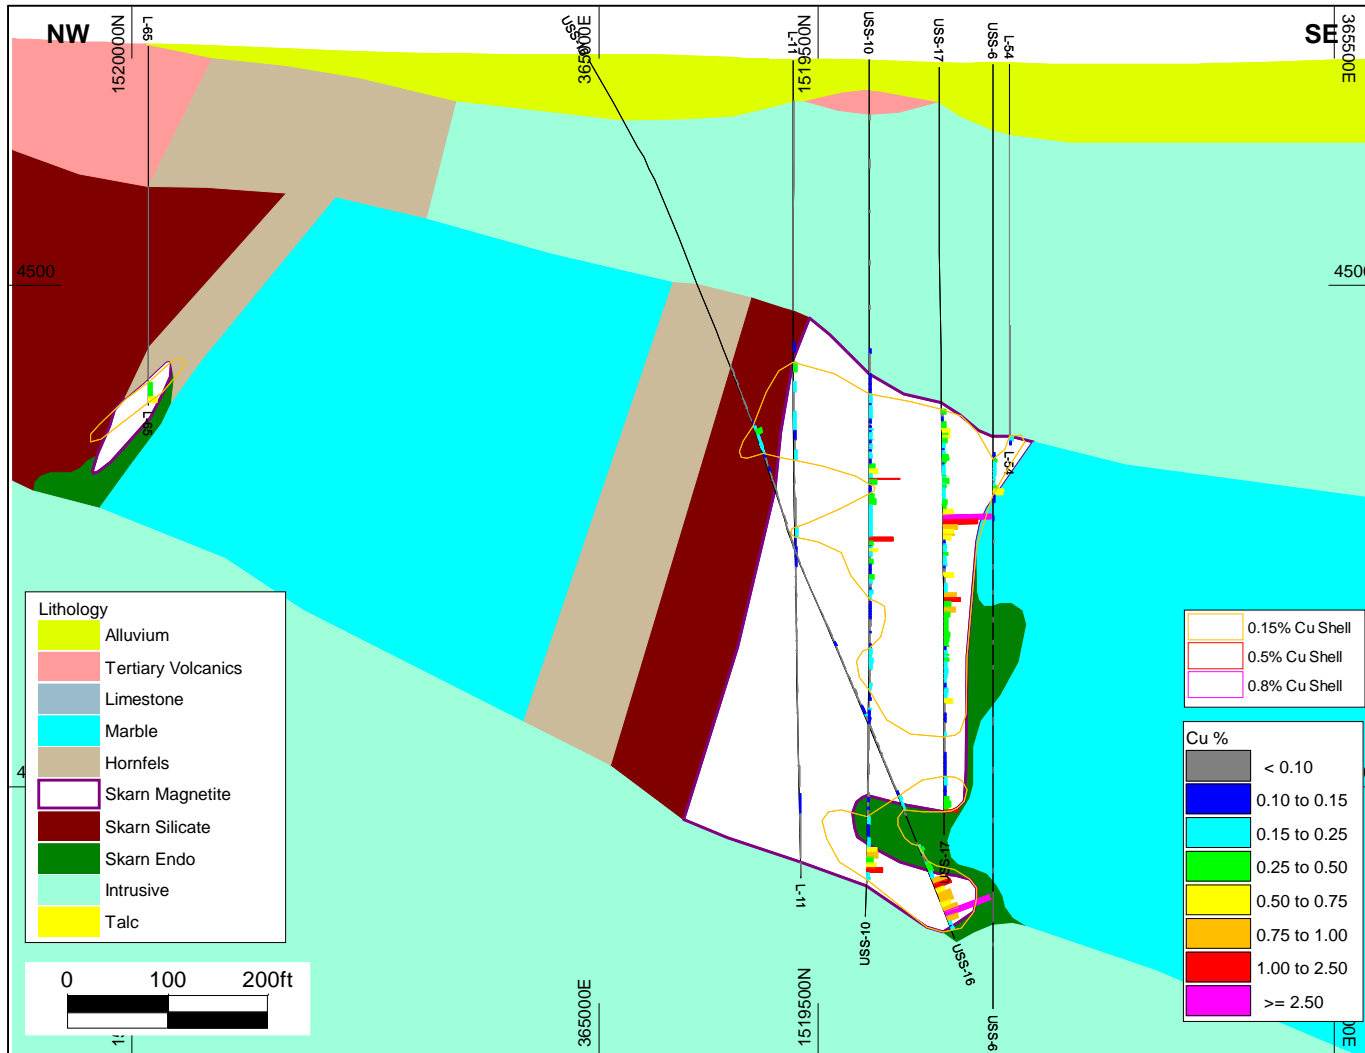 NW
L-65
1520000N
USS-16
365000E
L-11
1519500N
USS-10
USS-17
USS-6
L-54
SE
365500E
4500
4500
L-65
L-54
Lithology
Alluvium
Tertiary Volcanics
Limestone
Marble
Hornfels
Skarn Magnetite
Skarn Silicate
Skarn Endo
Intrusive
Talc
0.15% Cu Shell
0.5% Cu Shell
0.8% Cu Shell
Cu %
< 0.10
0.10 to 0.15
0.15 to 0.25
0.25 to 0.50
0.50 to 0.75
0.75 to 1.00
1.00 to 2.50
>= 2.50
USS-17
L-11
USS-10
USS-16
USS-6
0 100 200ft
365000E
1519500N